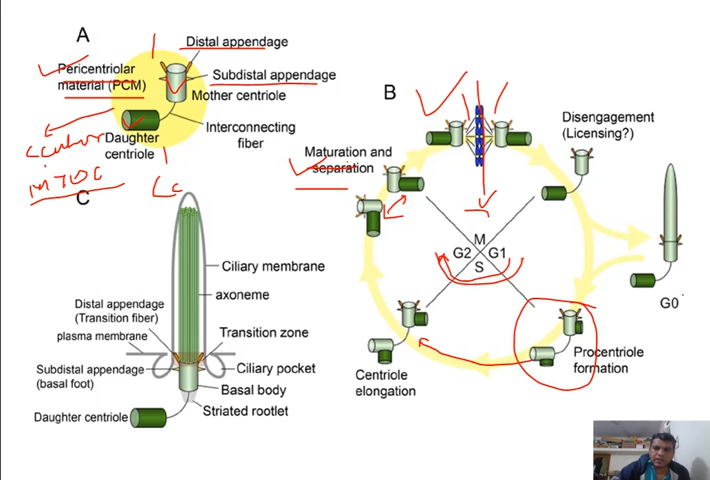 A
Distal appendage
Pericentriolar
material (PCM)
Subdistal appendage
Mother centriole
Daughter
centriole
Interconnecting
fiber
MTOC
B
Disengagement
(Licensing?)
Maturation and
separation
M
G2
G1
S
G0
Procentriole
formation
Centriole
elongation
C
Ciliary membrane
axoneme
Distal appendage
(Transition fiber)
plasma membrane
Transition zone
Subdistal appendage
(basal foot)
Ciliary pocket
Basal body
Striated rootlet
Daughter centriole